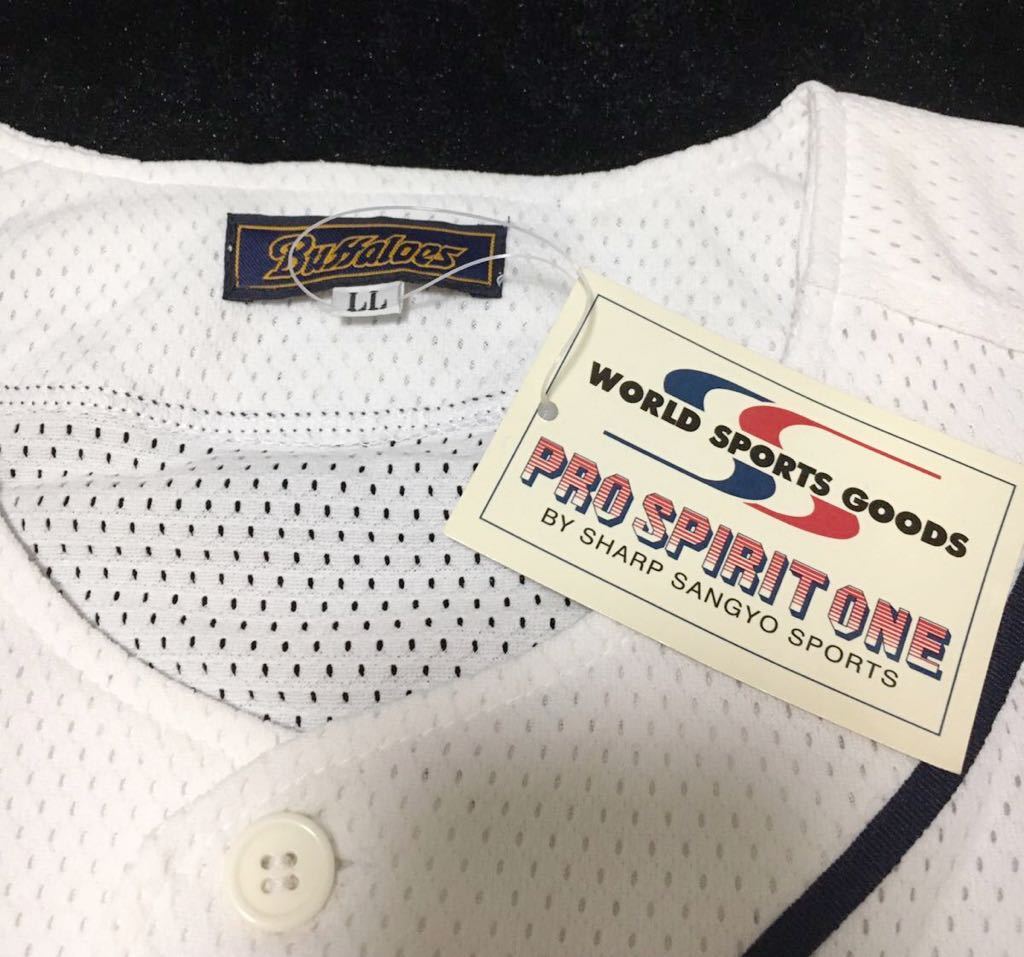 Buffaloes
LL
WORLD SPORTS GOODS
PRO SPIRIT ONE
BY SHARP SANGYO SPORTS